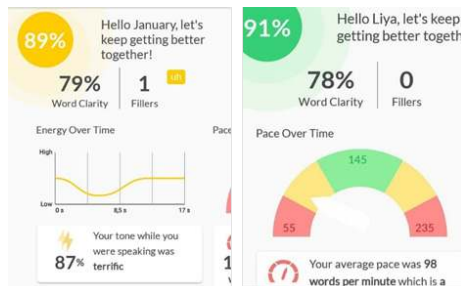 89%
Hello January, let's
keep getting better
together!
79%
Word Clarity
1
Fillers
uh
Energy Over Time
Pace
High
Low
0 s
8,5 s
17 s
87%
Your tone while you
were speaking was
terrific
91%
Hello Liya, let's keep
getting better
78%
Word Clarity
0
Fillers
Pace Over Time
55
145
235
Your average pace was 98
words per minute which is a